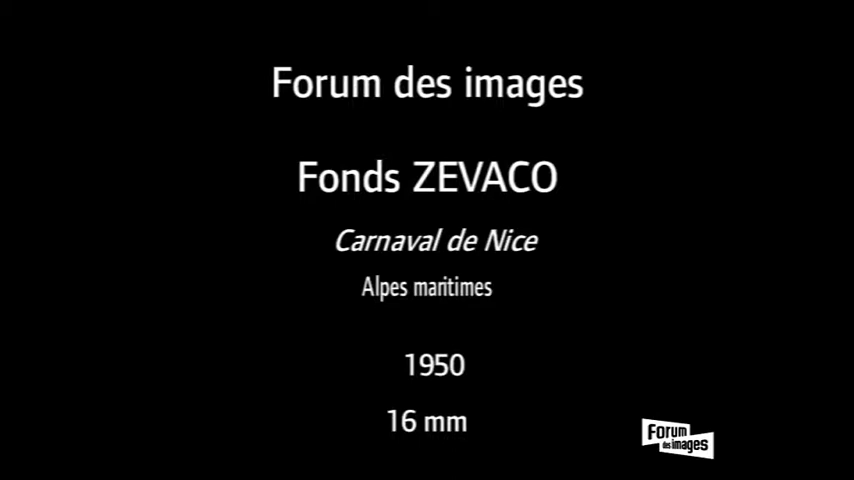 Forum des images
Fonds ZEVACO
Carnaval de Nice
Alpes maritimes
1950
16 mm
Forum
des images